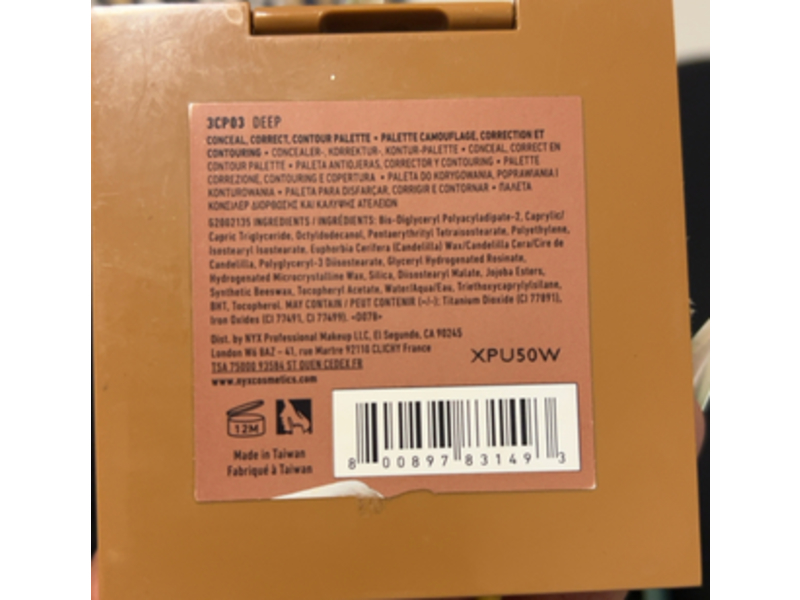 3CP03 DEEP
CONCEAL, CORRECT, CONTOUR PALETTE • PALETTE CAMOUFLAGE, CORRECTION ET
CONTOURING • CONCEALER-, KORREKTUR-, KONTUR-PALETTE • CONCEAL, CORRECT EN
CONTOUR PALETTE • PALETA ANTIOJERAS, CORRECTOR Y CONTOURING • PALETTE
CORREZIONE, CONTOURING E COPERTURA • PALETA DO KORYGOWANIA, POPRAWIANIA I
KONTUROWANIA • PALETA PARA DISFARÇAR, CORRIGIR E CONTORNAR • ΠΑΛΕΤΑ
ΚΟΝΣΙΛΕΡ ΔΙΟΡΘΩΣΗΣ ΚΑΙ ΚΑΛΥΨΗΣ ΑΤΕΛΕΙΩΝ
G2002135 INGREDIENTS / INGRÉDIENTS: Bis-Diglyceryl Polyacyladipate-2, Caprylic/
Capric Triglyceride, Octyldodecanol, Pentaerythrityl Tetraisostearate, Polyethylene,
Isostearyl Isostearate, Euphorbia Cerifera (Candelilla) Wax/Candelilla Cera/Cire de
Candelilla, Polyglyceryl-3 Diisostearate, Glyceryl Hydrogenated Rosinate,
Hydrogenated Microcrystalline Wax, Silica, Diisostearyl Malate, Jojoba Esters,
Synthetic Beeswax, Tocopheryl Acetate, Water/Aqua/Eau, Triethoxycaprylylsilane,
BHT, Tocopherol. MAY CONTAIN / PEUT CONTENIR (+/-): Titanium Dioxide (CI 77891),
Iron Oxides (CI 77491, CI 77499). <D078>
Dist. by NYX Professional Makeup LLC, El Segundo, CA 90245
London W6 8AZ – 41, rue Martre 92110 CLICHY France
TSA 75000 93584 ST OUEN CEDEX FR
www.nyxcosmetics.com
XPU50W
12M
Made in Taiwan
Fabriqué à Taiwan
8 00897 83149 3